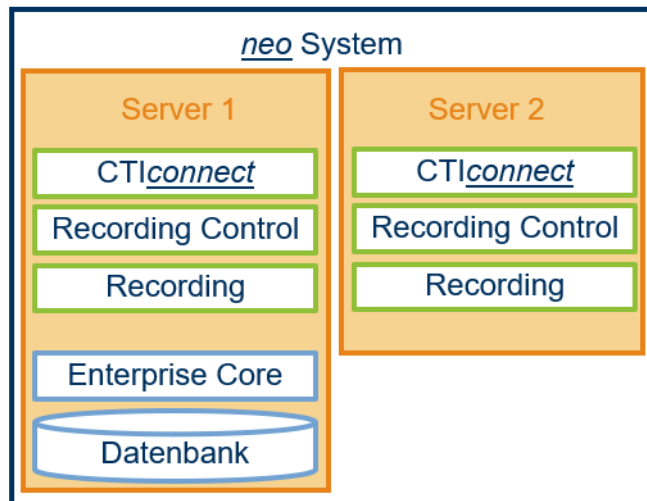 neo System
Server 1
CTIconnect
Recording Control
Recording
Enterprise Core
Datenbank
Server 2
CTIconnect
Recording Control
Recording